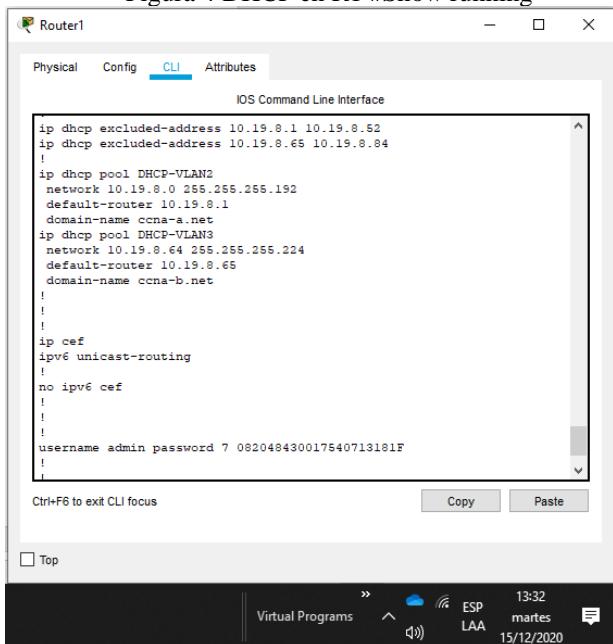 Router1
Physical Config CLI Attributes
IOS Command Line Interface
ip dhcp excluded-address 10.19.8.1 10.19.8.52
ip dhcp excluded-address 10.19.8.65 10.19.8.84
!
ip dhcp pool DHCP-VLAN2
network 10.19.8.0 255.255.255.192
default-router 10.19.8.1
domain-name ccna-a.net
ip dhcp pool DHCP-VLAN3
network 10.19.8.64 255.255.255.224
default-router 10.19.8.65
domain-name ccna-b.net
!
!
!
ip cef
ipv6 unicast-routing
!
no ipv6 cef
!
!
!
username admin password 7 082048430017540713181F
!
!
Ctrl+F6 to exit CLI focus
Copy Paste
Top
Virtual Programs
ESP
LAA
13:32
martes
15/12/2020